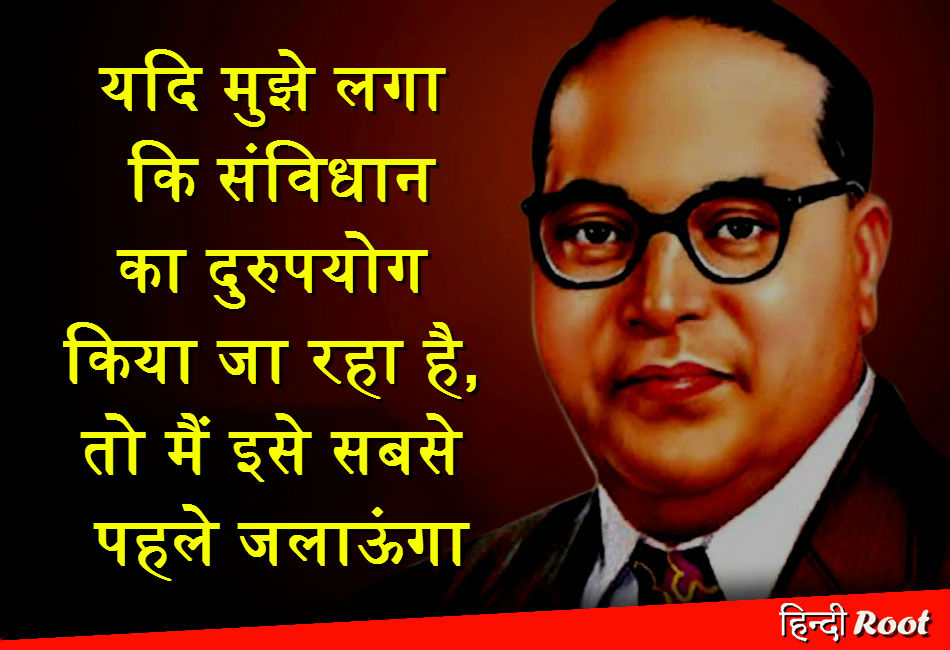 यदि मुझे लगा
कि संविधान
का दुरुपयोग
किया जा रहा है,
तो मैं इसे सबसे
पहले जलाऊंगा
हिन्दी Root